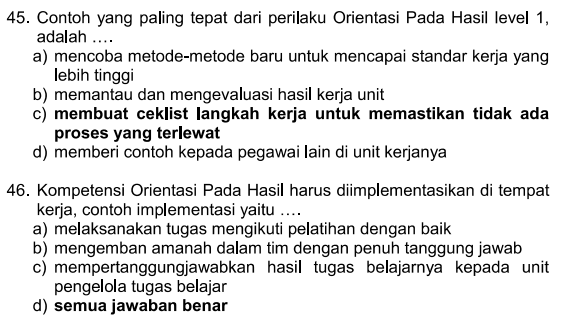 45. Contoh yang paling tepat dari perilaku Orientasi Pada Hasil level 1,
adalah ....
a) mencoba metode-metode baru untuk mencapai standar kerja yang
lebih tinggi
b) memantau dan mengevaluasi hasil kerja unit
c) membuat ceklist langkah kerja untuk memastikan tidak ada
proses yang terlewat
d) memberi contoh kepada pegawai lain di unit kerjanya
46. Kompetensi Orientasi Pada Hasil harus diimplementasikan di tempat
kerja, contoh implementasi yaitu ....
a) melaksanakan tugas mengikuti pelatihan dengan baik
b) mengemban amanah dalam tim dengan penuh tanggung jawab
c) mempertanggungjawabkan hasil tugas belajarnya kepada unit
pengelola tugas belajar
d) semua jawaban benar